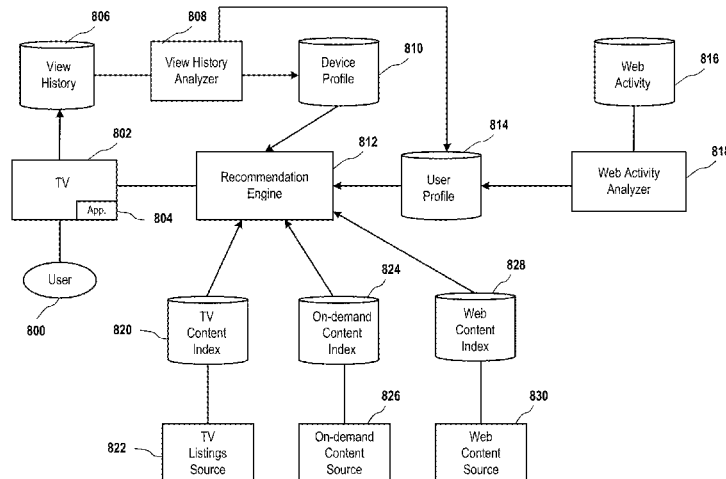 806
808
View
History
View History
Analyzer
Device
Profile
810
Web
Activity
816
802
812
814
818
TV
App.
804
Recommendation
Engine
User
Profile
Web Activity
Analyzer
User
800
824
828
820
TV
Content
Index
On-demand
Content
Index
Web
Content
Index
826
830
822
TV
Listings
Source
On-demand
Content
Source
Web
Content
Source